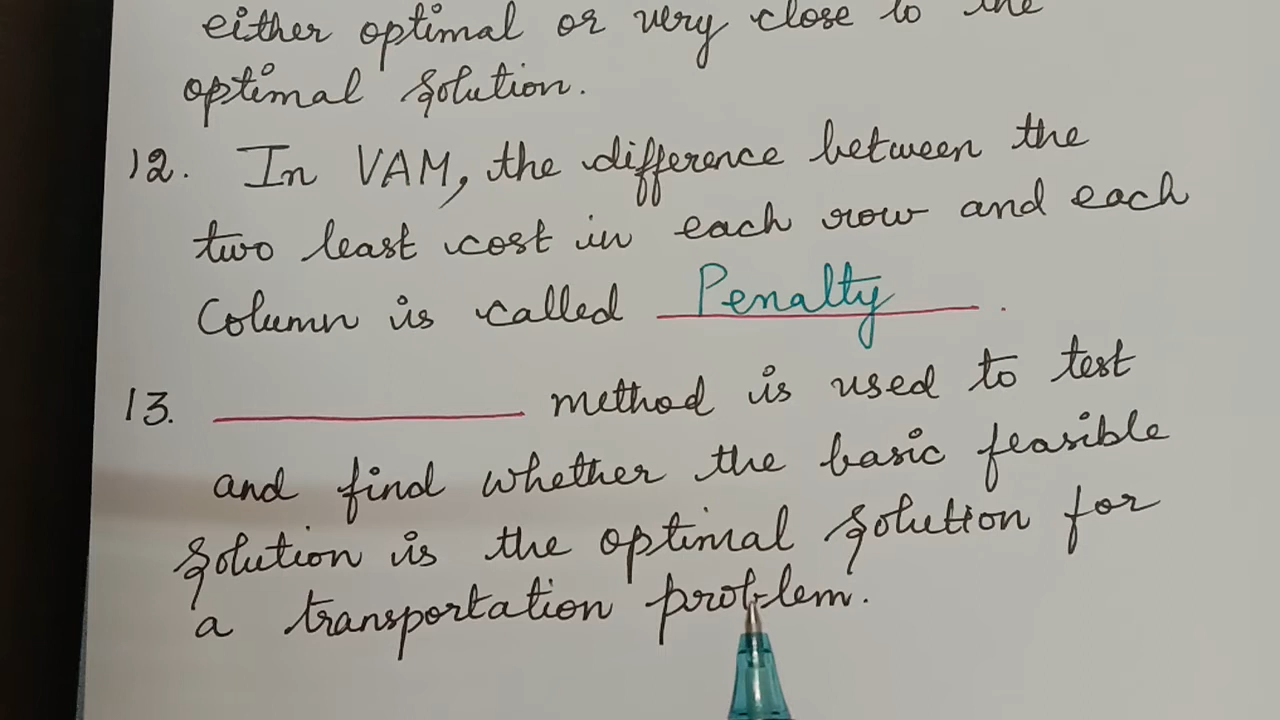 either optimal or very close to the
optimal solution.
12. In VAM, the difference between the
two least cost in each row and each
Column is called Penalty.
13. __________ method is used to test
and find whether the basic feasible
solution is the optimal solution for
a transportation problem.